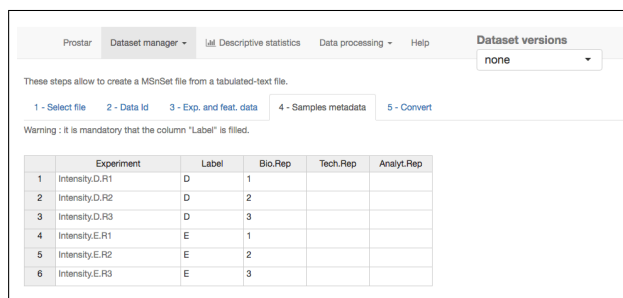 Prostar Dataset manager Descriptive statistics Data processing Help Dataset versions
none
These steps allow to create a MSnSet file from a tabulated-text file.
1 - Select file 2 - Data Id 3 - Exp. and feat. data 4 - Samples metadata 5 - Convert
Warning : it is mandatory that the column "Label" is filled.
Experiment Label Bio.Rep Tech.Rep Analyt.Rep
1 Intensity.D.R1 D 1
2 Intensity.D.R2 D 2
3 Intensity.D.R3 D 3
4 Intensity.E.R1 E 1
5 Intensity.E.R2 E 2
6 Intensity.E.R3 E 3